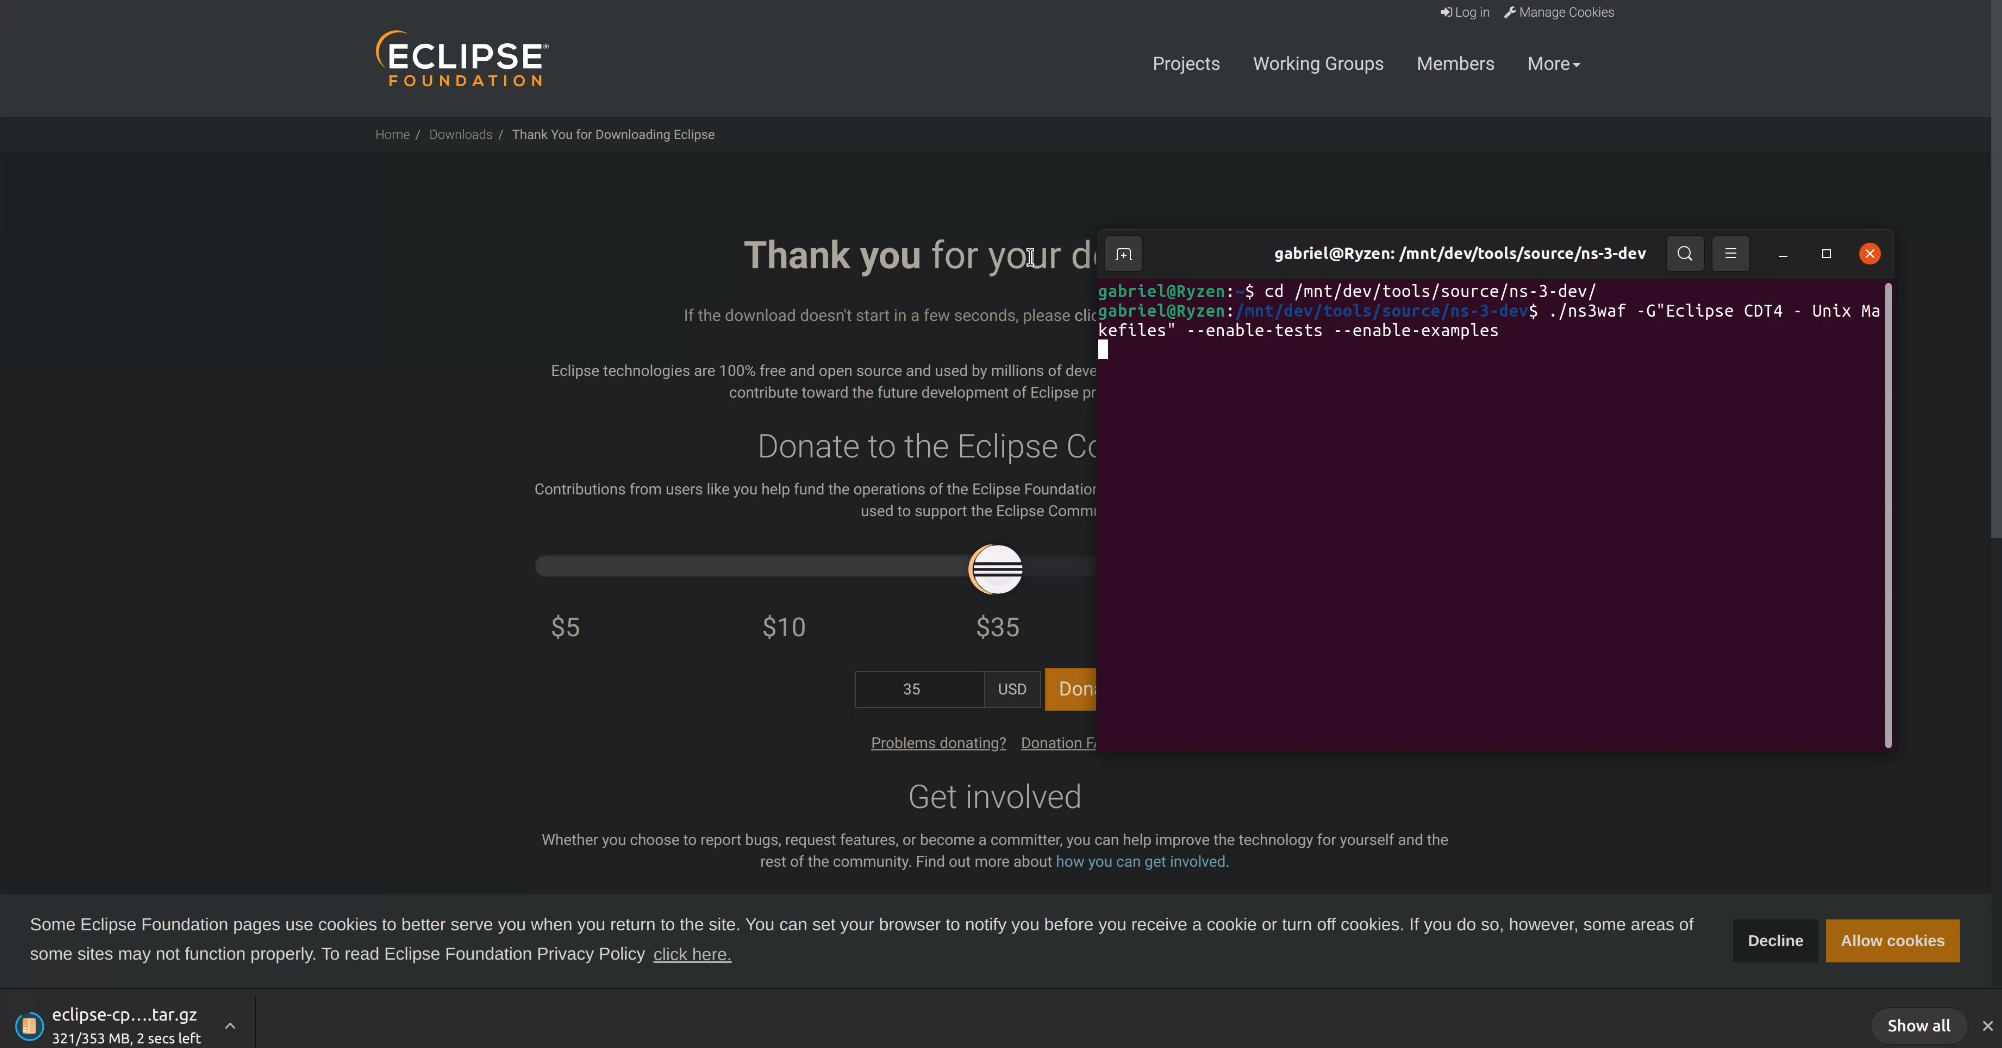 Log in
Manage Cookies
ECLIPSE®
FOUNDATION
Projects
Working Groups
Members
More
Home / Downloads / Thank You for Downloading Eclipse
Thank you for your d
If the download doesn't start in a few seconds, please clic
Eclipse technologies are 100% free and open source and used by millions of deve
contribute toward the future development of Eclipse pr
Donate to the Eclipse Co
Contributions from users like you help fund the operations of the Eclipse Foundation
used to support the Eclipse Commu
$5
$10
$35
35
USD
Dona
Problems donating?
Donation FA
Get involved
Whether you choose to report bugs, request features, or become a committer, you can help improve the technology for yourself and the
rest of the community. Find out more about how you can get involved.
gabriel@Ryzen: /mnt/dev/tools/source/ns-3-dev
gabriel@Ryzen:~$ cd /mnt/dev/tools/source/ns-3-dev/
gabriel@Ryzen:/mnt/dev/tools/source/ns-3-dev$ ./ns3waf -G"Eclipse CDT4 - Unix Ma
kefiles" --enable-tests --enable-examples
Some Eclipse Foundation pages use cookies to better serve you when you return to the site. You can set your browser to notify you before you receive a cookie or turn off cookies. If you do so, however, some areas of
some sites may not function properly. To read Eclipse Foundation Privacy Policy click here.
Decline
Allow cookies
eclipse-cp....tar.gz
321/353 MB, 2 secs left
Show all